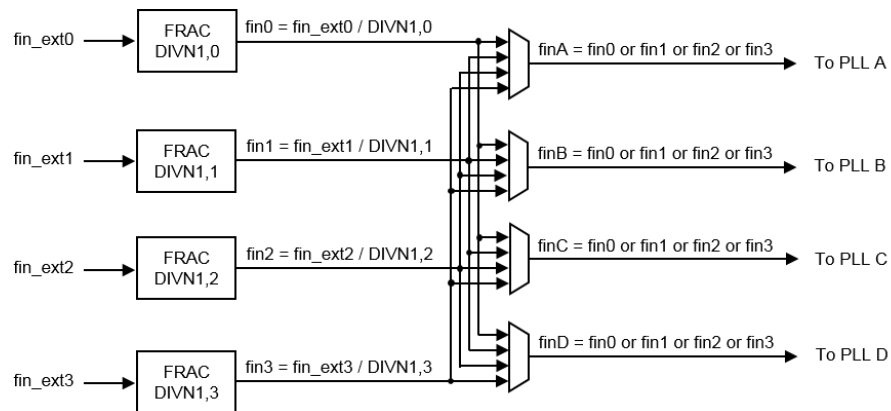 fin_ext0
FRAC
DIVN1,0
fin0 = fin_ext0 / DIVN1,0
finA = fin0 or fin1 or fin2 or fin3
To PLL A
fin_ext1
FRAC
DIVN1,1
fin1 = fin_ext1 / DIVN1,1
finB = fin0 or fin1 or fin2 or fin3
To PLL B
fin_ext2
FRAC
DIVN1,2
fin2 = fin_ext2 / DIVN1,2
finC = fin0 or fin1 or fin2 or fin3
To PLL C
fin_ext3
FRAC
DIVN1,3
fin3 = fin_ext3 / DIVN1,3
finD = fin0 or fin1 or fin2 or fin3
To PLL D